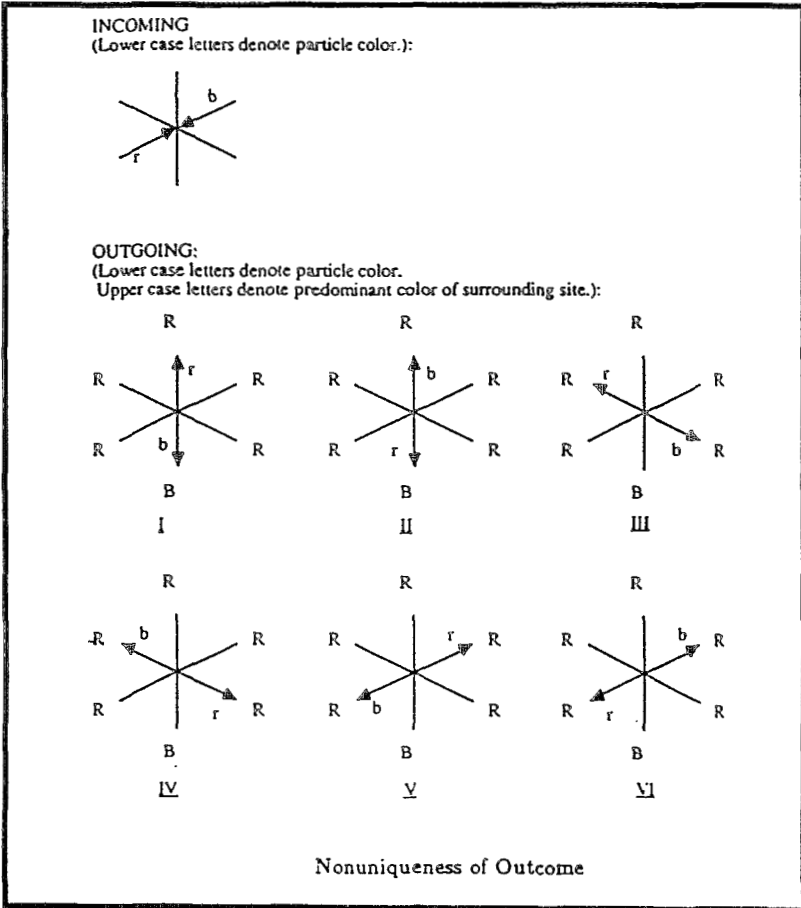 INCOMING
(Lower case letters denote particle color.):
b
r
OUTGOING:
(Lower case letters denote particle color.
Upper case letters denote predominant color of surrounding site.):
R R R
R r R R b R R r R
R b R R r R R b R
B B B
I II III
R R R
R b R R r R R b R
R r R R b R R r R
B B B
IV V VI
Nonuniqueness of Outcome